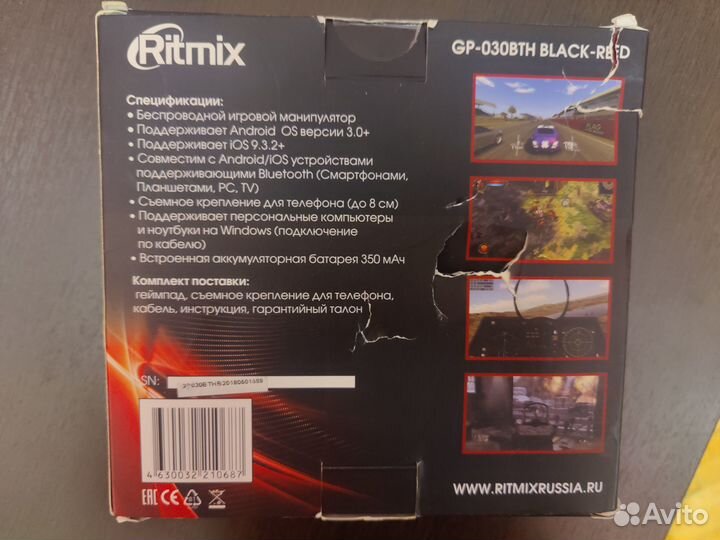 Ritmix
GP-030BTH BLACK-RED
Спецификации:
• Беспроводной игровой манипулятор
• Поддерживает Android OS версии 3.0+
• Поддерживает iOS 9.3.2+
• Совместим с Android/iOS устройствами
поддерживающими Bluetooth (Смартфонами,
Планшетами, PC, TV)
• Съемное крепление для телефона (до 8 см)
• Поддерживает персональные компьютеры
и ноутбуки на Windows (подключение
по кабелю)
• Встроенная аккумуляторная батарея 350 мАч
Комплект поставки:
геймпад, съемное крепление для телефона,
кабель, инструкция, гарантийный талон
SN:
4 630032 210687
EAC CE
WWW.RITMIXRUSSIA.RU
Avito